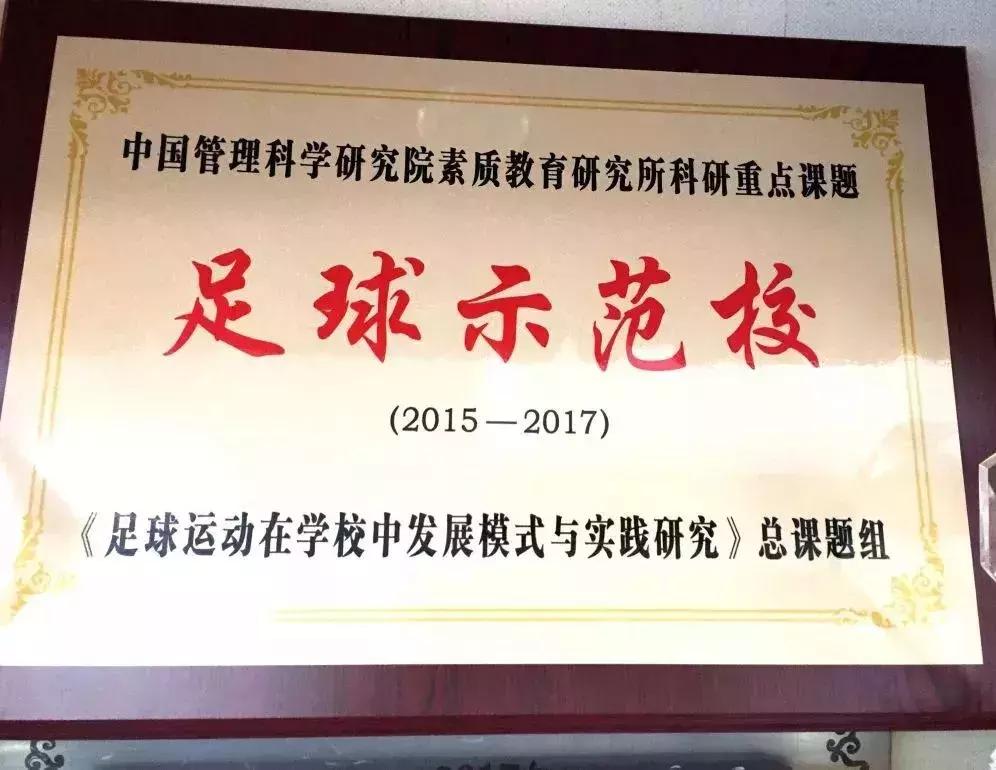 中国管理科学研究院素质教育研究所科研重点课题
足球示范校
(2015—2017)
《足球运动在学校中发展模式与实践研究》总课题组